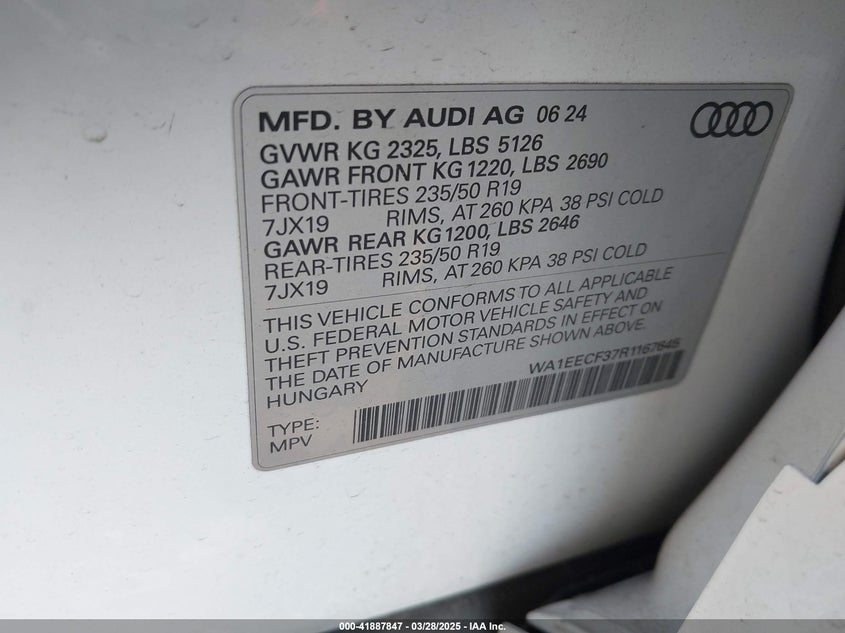 MFD. BY AUDI AG 06 24
GVWR KG 2325, LBS 5126
GAWR FRONT KG 1220, LBS 2690
FRONT-TIRES 235/50 R19
7JX19 RIMS, AT 260 KPA 38 PSI COLD
GAWR REAR KG 1200, LBS 2646
REAR-TIRES 235/50 R19
7JX19 RIMS, AT 260 KPA 38 PSI COLD
THIS VEHICLE CONFORMS TO ALL APPLICABLE
U.S. FEDERAL MOTOR VEHICLE SAFETY AND
THEFT PREVENTION STANDARDS IN EFFECT ON
THE DATE OF MANUFACTURE SHOWN ABOVE.
HUNGARY
WA1EECF37R1167645
TYPE:
MPV
000-41887847 - 03/28/2025 - IAA Inc.